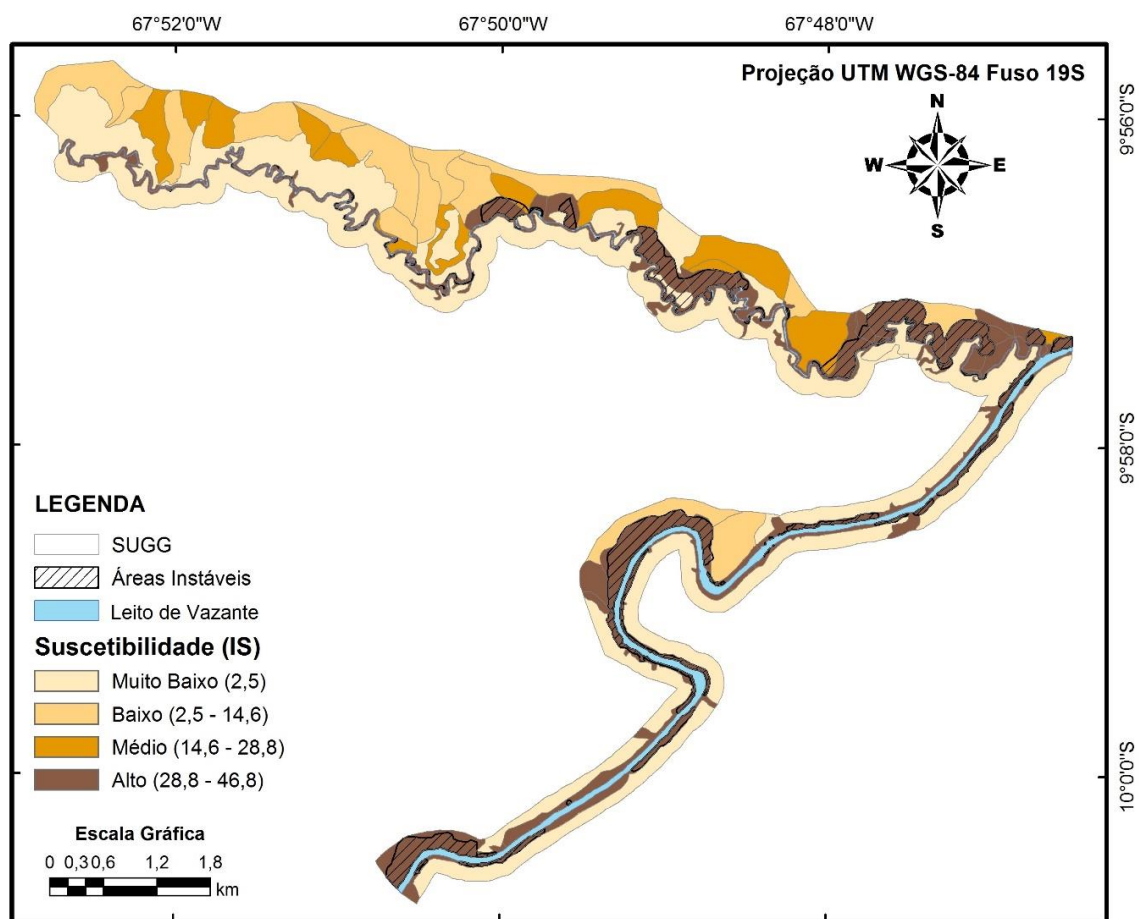 67°52'0"W
67°50'0"W
67°48'0"W
Projeção UTM WGS-84 Fuso 19S
N
W
E
S
9°56'0"S
9°58'0"S
10°0'0"S
LEGENDA
SUGG
Áreas Instáveis
Leito de Vazante
Suscetibilidade (IS)
Muito Baixo (2,5)
Baixo (2,5 - 14,6)
Médio (14,6 - 28,8)
Alto (28,8 - 46,8)
Escala Gráfica
0 0,3 0,6 1,2 1,8
km